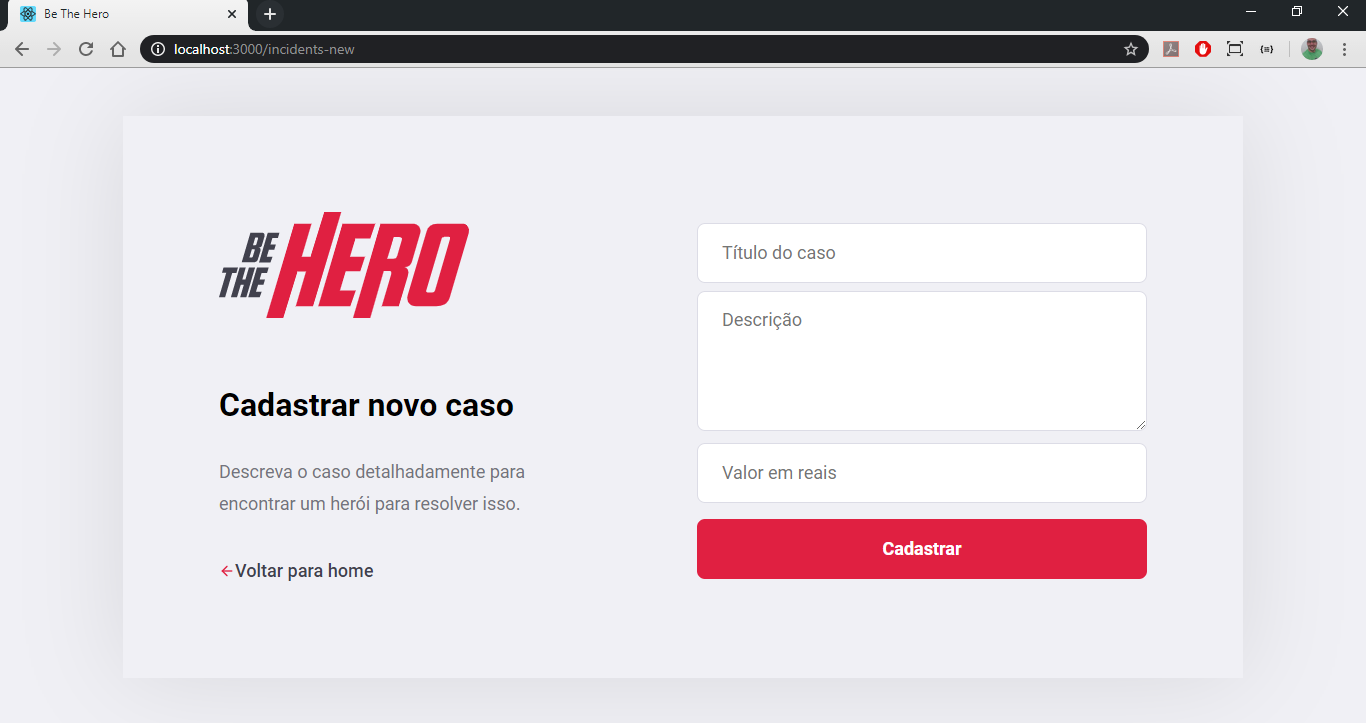 Be The Hero
localhost:3000/incidents-new
BE
THE
HERO
Cadastrar novo caso
Descreva o caso detalhadamente para
encontrar um herói para resolver isso.
Voltar para home
Título do caso
Descrição
Valor em reais
Cadastrar